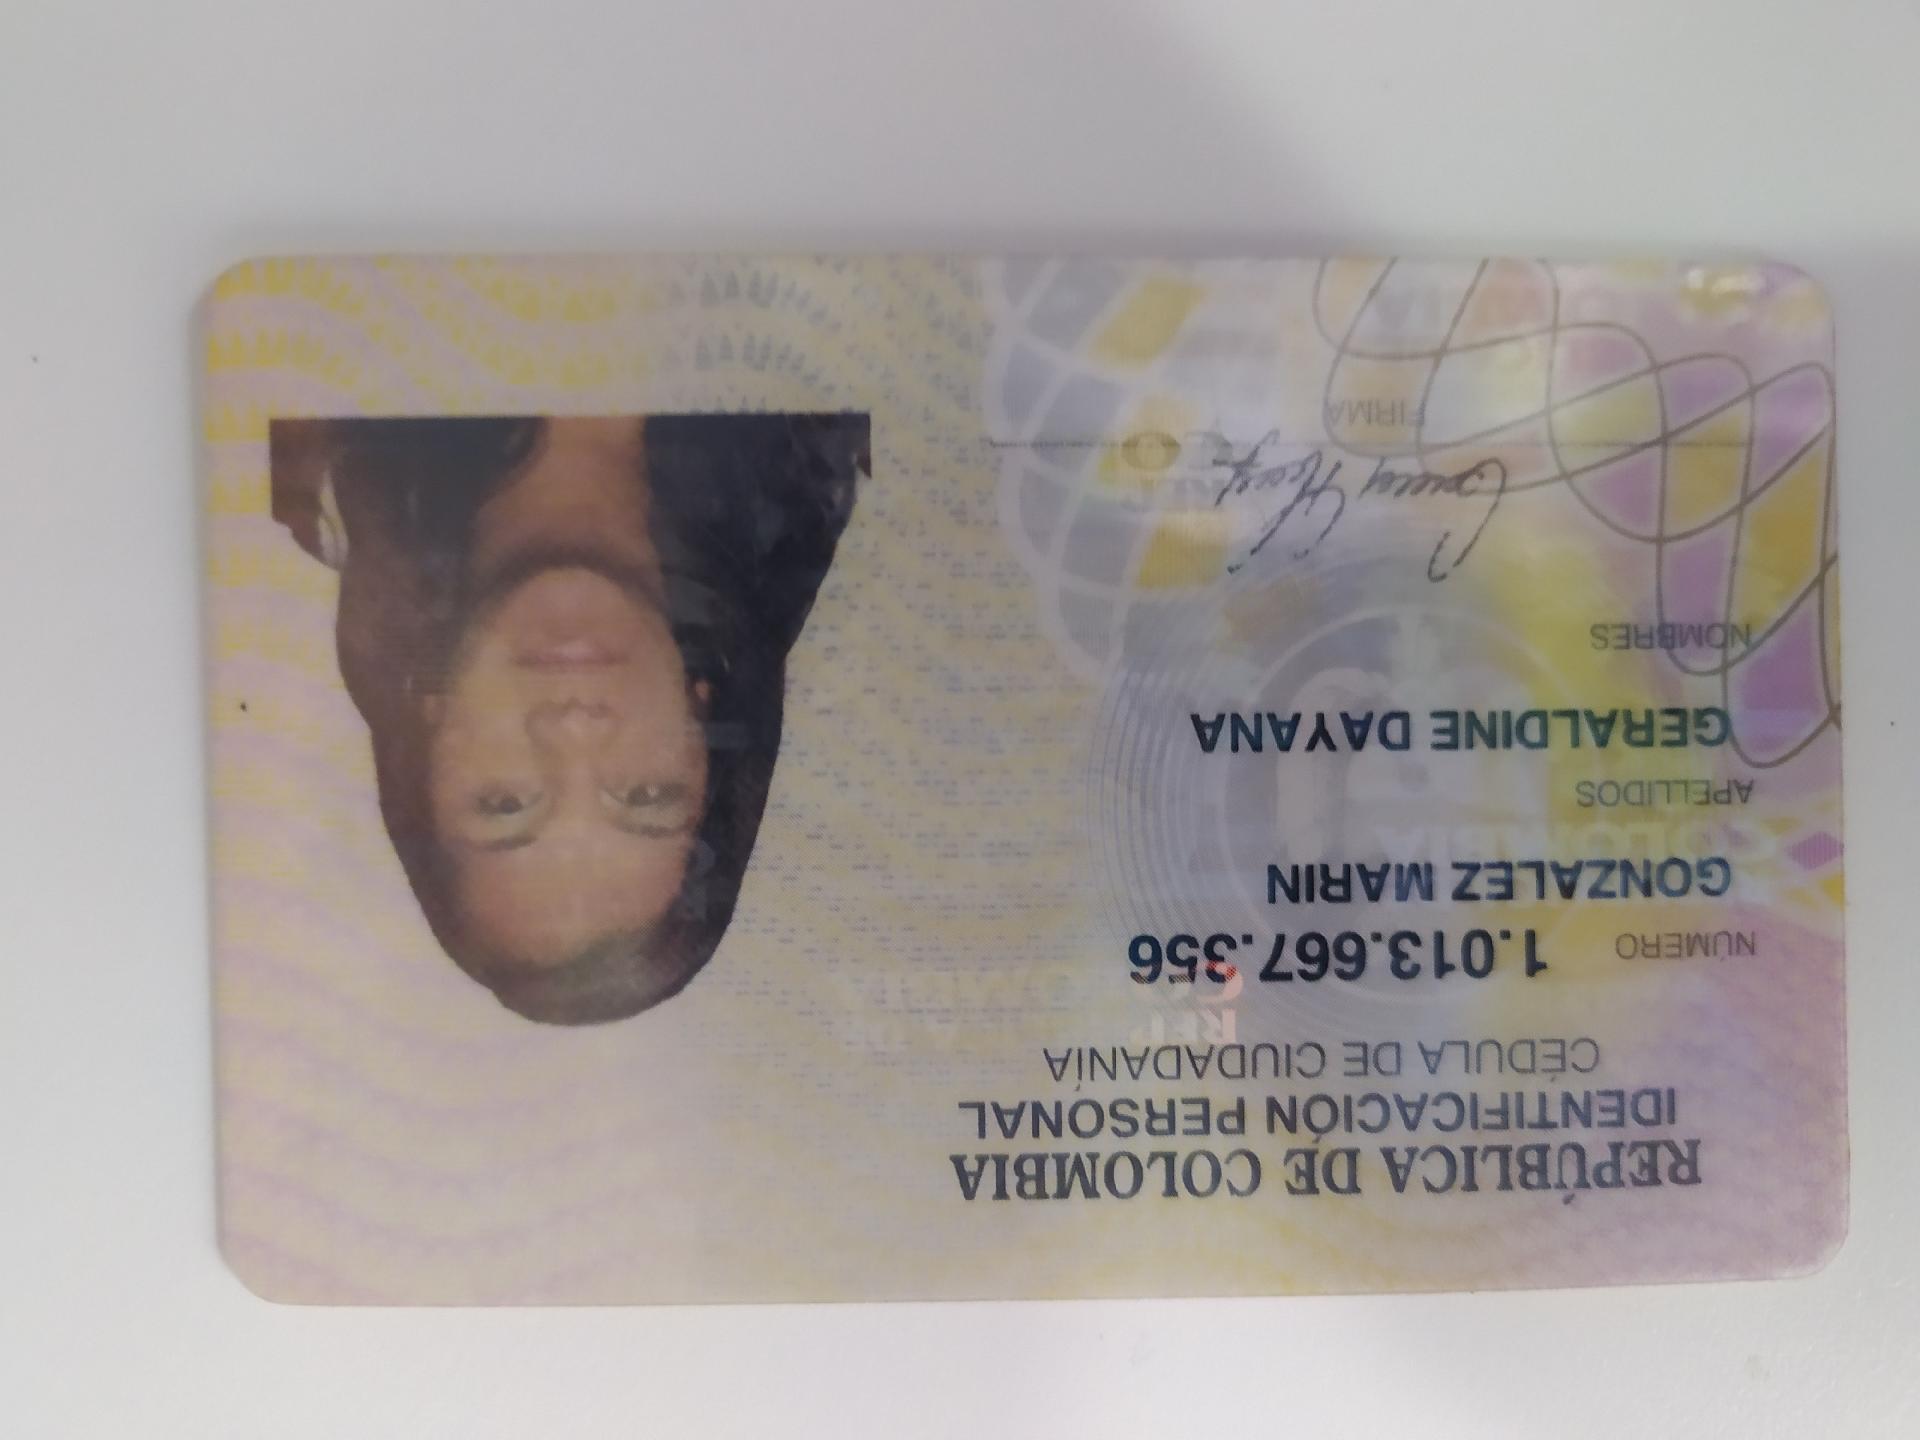 REPÚBLICA DE COLOMBIA
IDENTIFICACIÓN PERSONAL
CÉDULA DE CIUDADANÍA
NÚMERO 1.013.667.356
GONZALEZ MARIN
APELLIDOS
GERALDINE DAYANA
NOMBRES
FIRMA